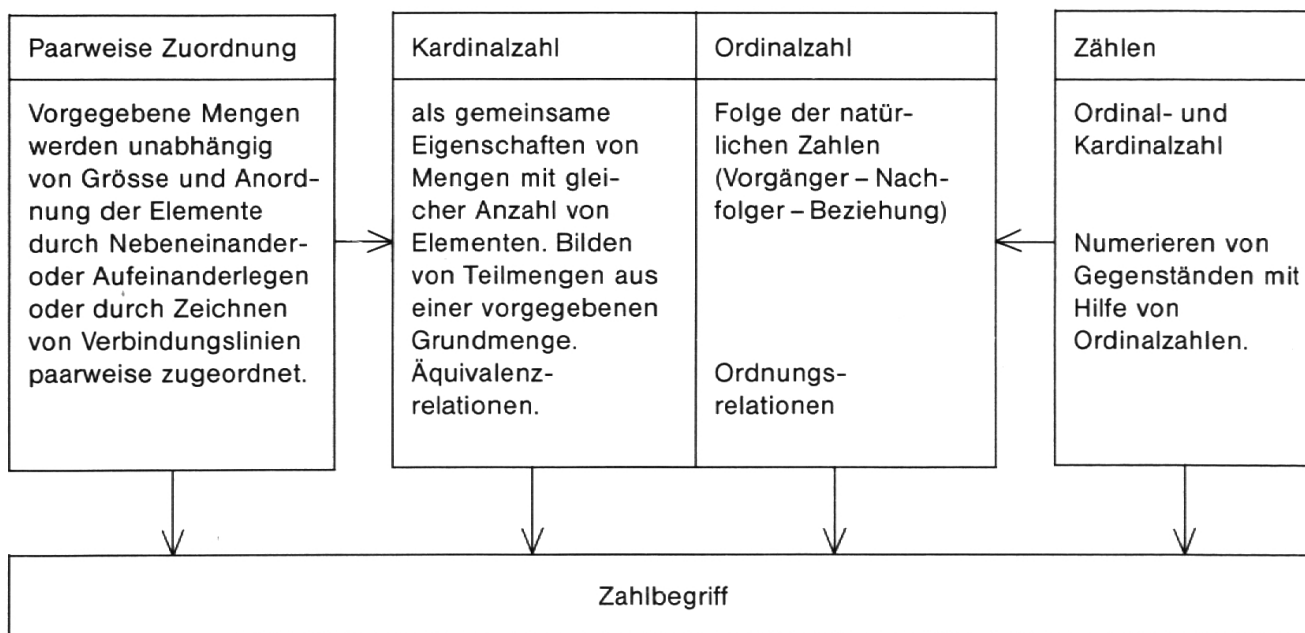 Paarweise Zuordnung
Vorgegebene Mengen
werden unabhängig
von Grösse und Anord-
nung der Elemente
durch Nebeneinander-
oder Aufeinanderlegen
oder durch Zeichnen
von Verbindungslinien
paarweise zugeordnet.
Kardinalzahl
als gemeinsame
Eigenschaften von
Mengen mit glei-
cher Anzahl von
Elementen. Bilden
von Teilmengen aus
einer vorgegebenen
Grundmenge.
Äquivalenz-
relationen.
Ordinalzahl
Folge der natür-
lichen Zahlen
(Vorgänger – Nach-
folger – Beziehung)
Ordnungs-
relationen
Zählen
Ordinal- und
Kardinalzahl
Numerieren von
Gegenständen mit
Hilfe von
Ordinalzahlen.
Zahlbegriff